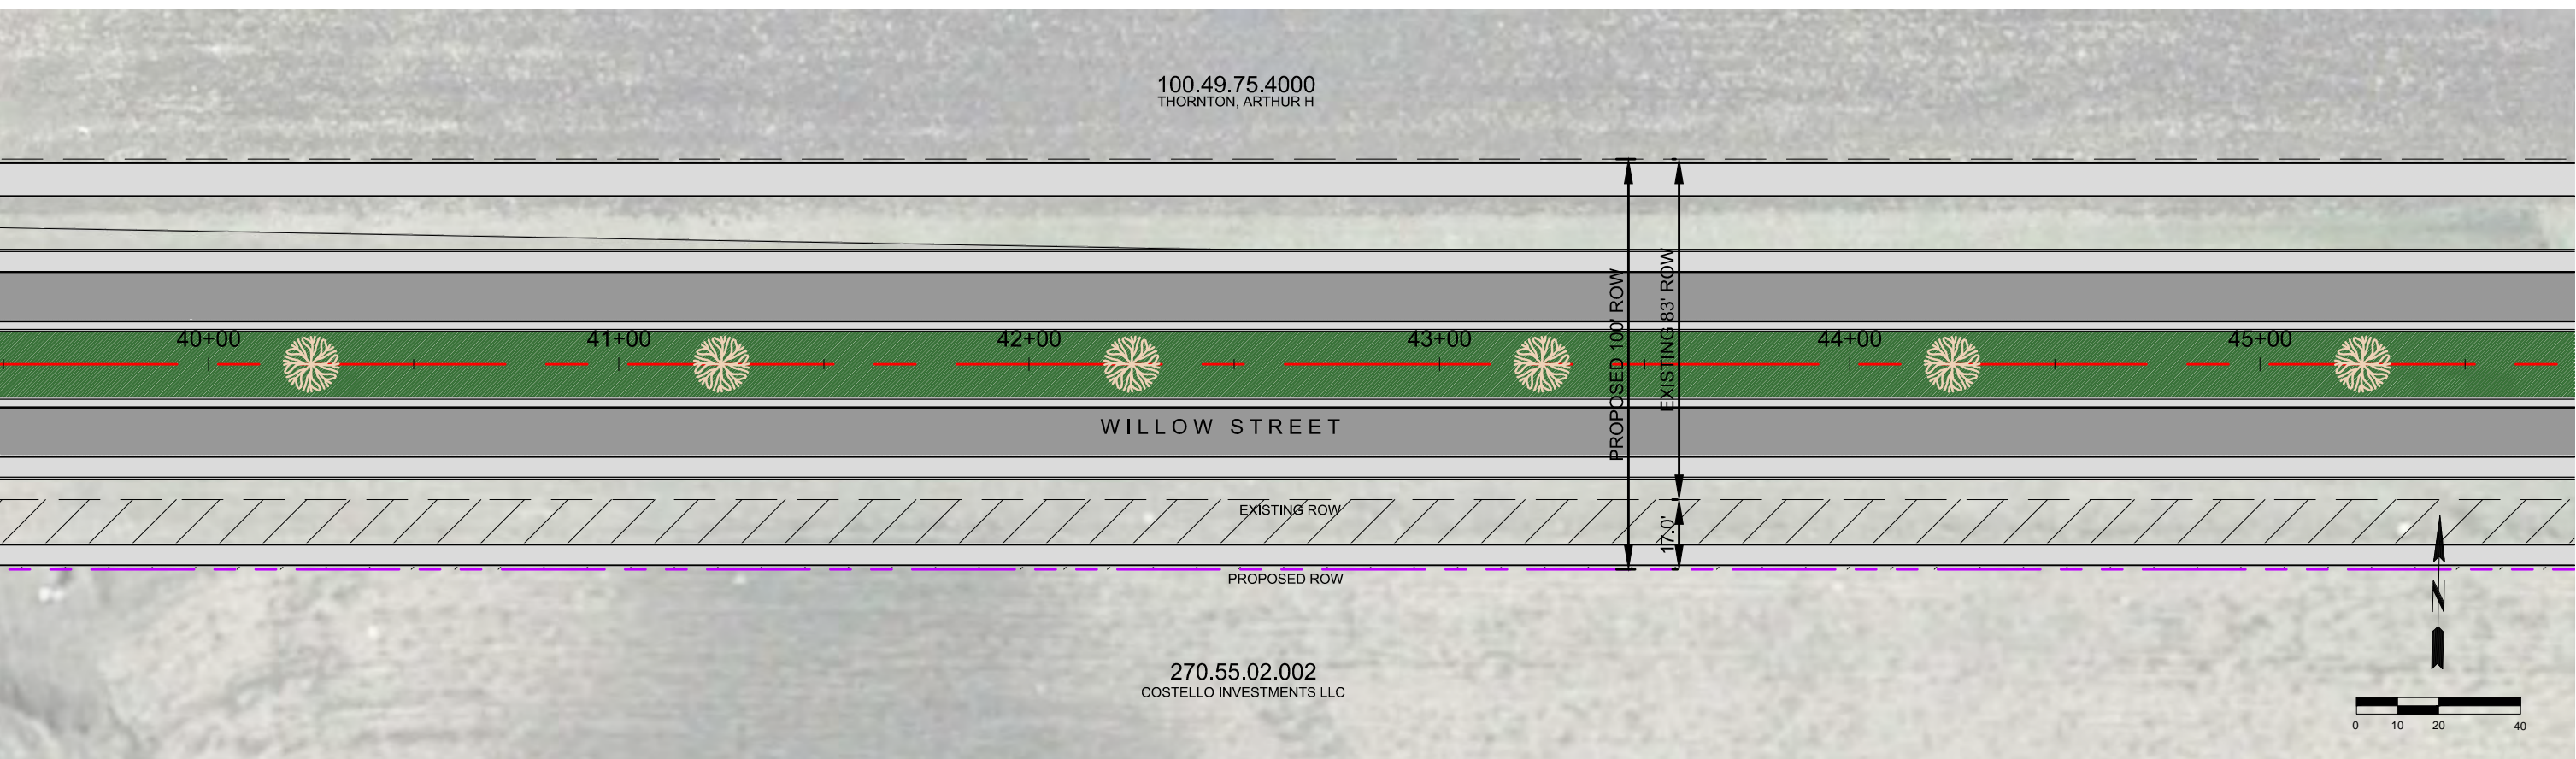 100.49.75.4000
THORNTON, ARTHUR H
40+00
41+00
42+00
43+00
44+00
45+00
PROPOSED 100' ROW
EXISTING 83' ROW
WILLOW STREET
EXISTING ROW
17.0'
PROPOSED ROW
N
270.55.02.002
COSTELLO INVESTMENTS LLC
0 10 20 40